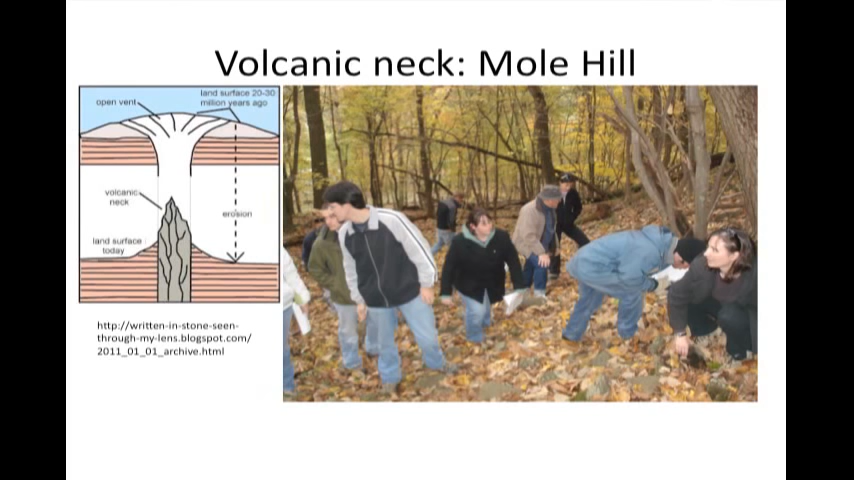 Volcanic neck: Mole Hill
open vent
land surface 20-30
million years ago
volcanic
neck
erosion
land surface
today
http://written-in-stone-seen-
through-my-lens.blogspot.com/
2011_01_01_archive.html